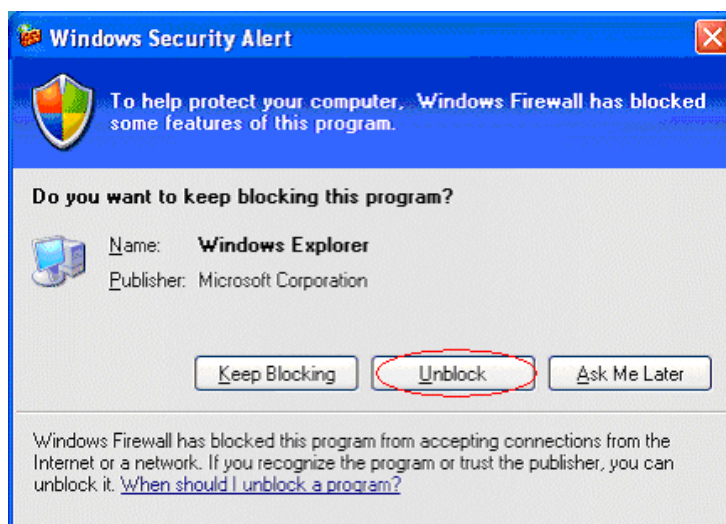 Windows Security Alert
To help protect your computer, Windows Firewall has blocked
some features of this program.
Do you want to keep blocking this program?
Name: Windows Explorer
Publisher: Microsoft Corporation
Keep Blocking Unblock Ask Me Later
Windows Firewall has blocked this program from accepting connections from the
Internet or a network. If you recognize the program or trust the publisher, you can
unblock it. When should I unblock a program?